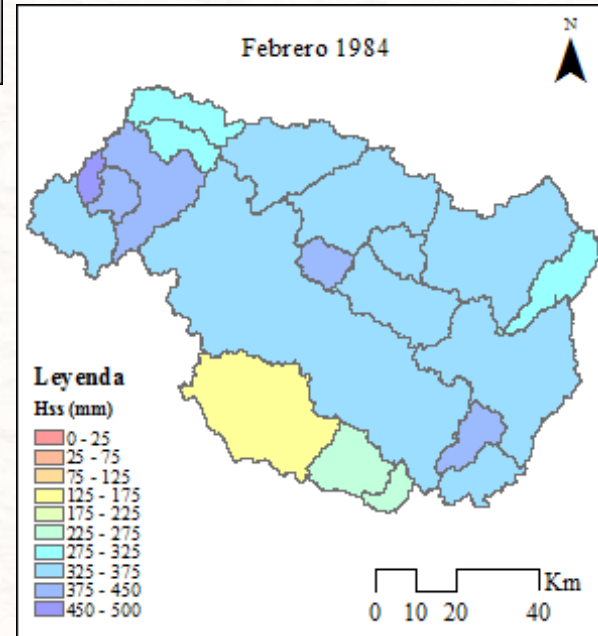 Febrero 1984
N
Leyenda
Hss (mm)
0 - 25
25 - 75
75 - 125
125 - 175
175 - 225
225 - 275
275 - 325
325 - 375
375 - 450
450 - 500
Km
0 10 20 40